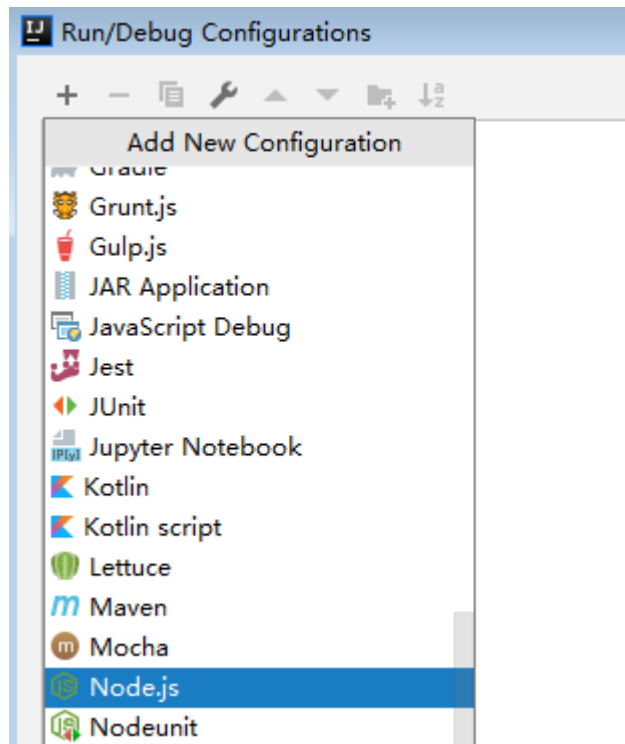 Run/Debug Configurations
Add New Configuration
Gradle
Grunt.js
Gulp.js
JAR Application
JavaScript Debug
Jest
JUnit
Jupyter Notebook
Kotlin
Kotlin script
Lettuce
Maven
Mocha
Node.js
Nodeunit